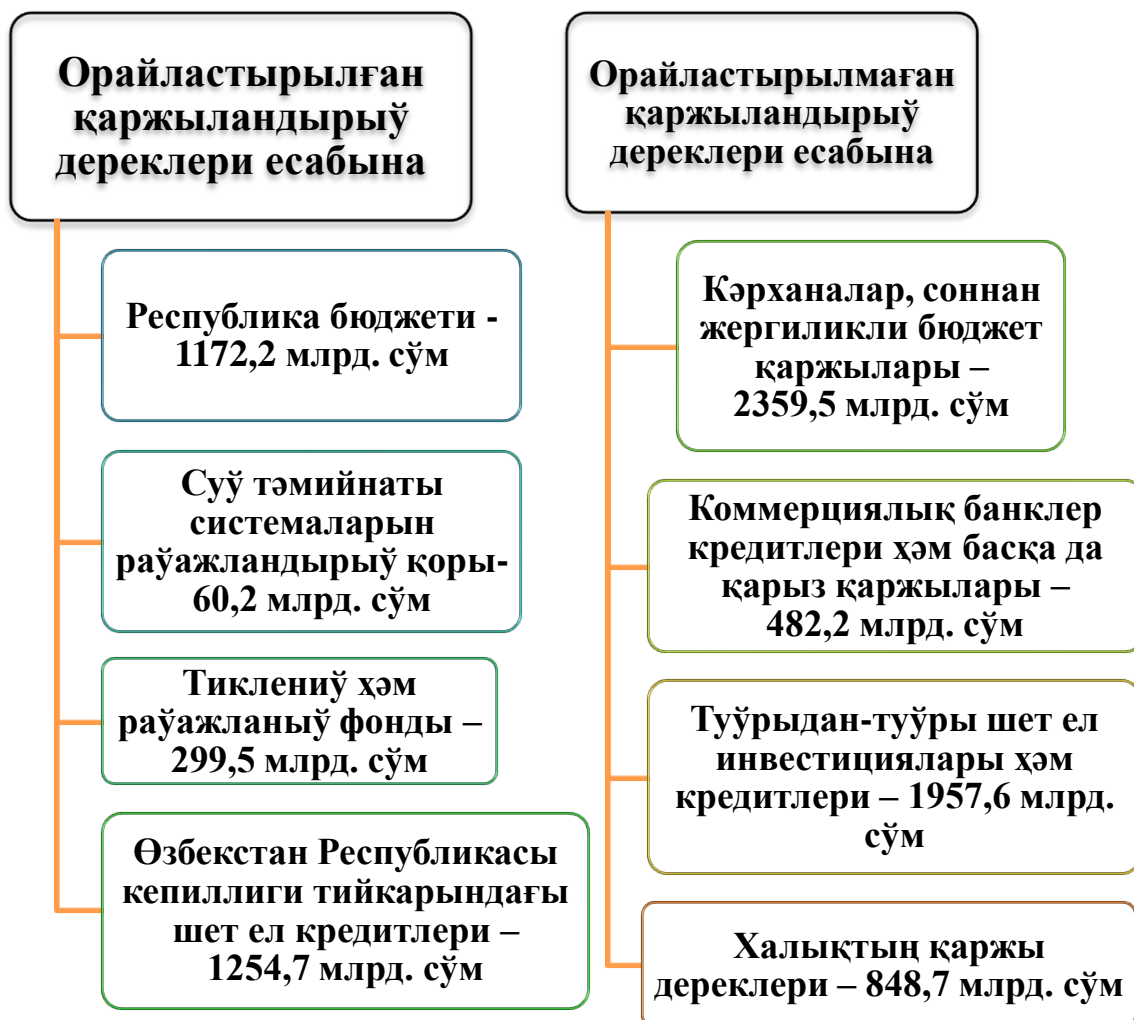 Орайластырылған
қаржыландырыў
дереклери есабына
Республика бюджети -
1172,2 млрд. сўм
Суў тәмийнаты
системаларын
раўажландырыў қоры-
60,2 млрд. сўм
Тиклениў ҳәм
раўажланыў фонды –
299,5 млрд. сўм
Өзбекстан Республикасы
кепиллиги тийкарындағы
шет ел кредитлери –
1254,7 млрд. сўм
Орайластырылмаған
қаржыландырыў
дереклери есабына
Кәрханалар, соннан
жергиликли бюджет
қаржылары –
2359,5 млрд. сўм
Коммерциялық банклер
кредитлери ҳәм басқа да
қарыз қаржылары –
482,2 млрд. сўм
Туўрыдан-туўры шет ел
инвестициялары ҳәм
кредитлери – 1957,6 млрд.
сўм
Халықтың қаржы
дереклери – 848,7 млрд. сўм